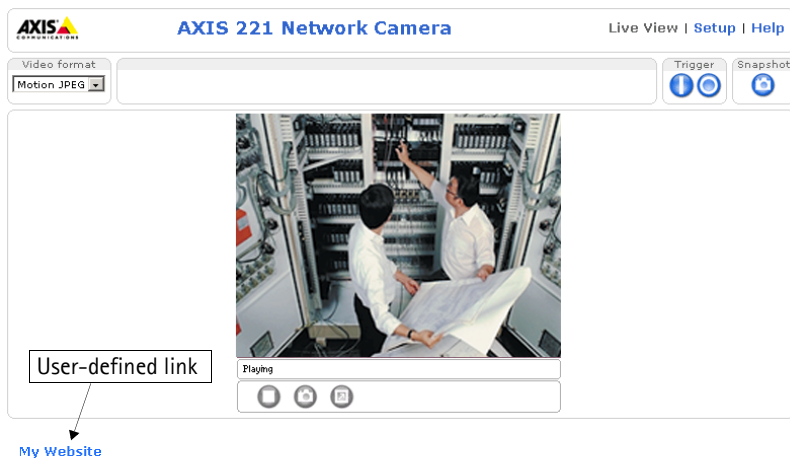 AXIS
COMMUNICATIONS
AXIS 221 Network Camera
Live View | Setup | Help
Video format
Motion JPEG
Trigger
Snapshot
Playing
User-defined link
My Website